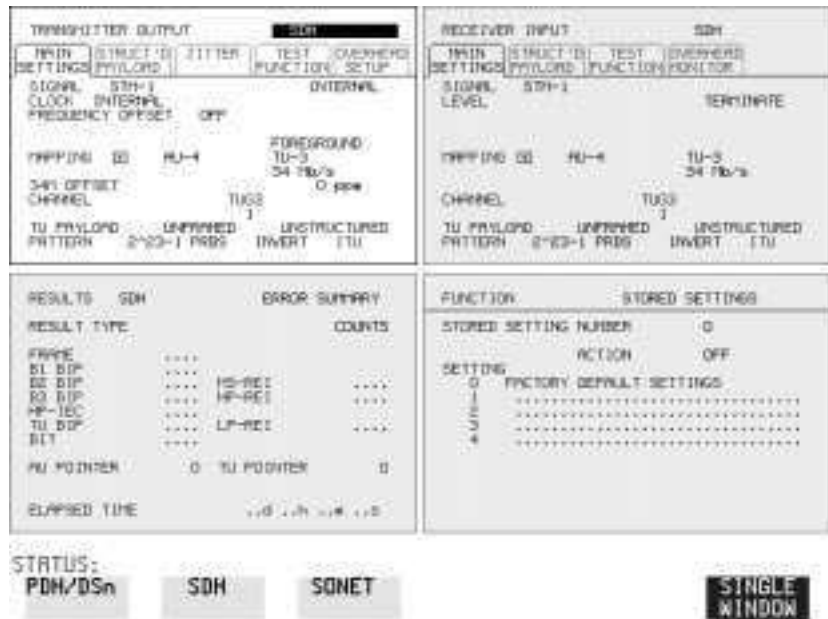 TRANSMITTER OUTPUT SDH
MAIN SETTINGS STRUCT'D PAYLOAD JITTER TEST FUNCTION OVERHEAD SETUP
SIGNAL STM-1 INTERNAL
CLOCK INTERNAL
FREQUENCY OFFSET OFF
FOREGROUND
MAPPING AU-4 TU-3
34 Mb/s
34M OFFSET 0 ppm
CHANNEL TUG3
1
TU PAYLOAD UNFRAMED UNSTRUCTURED
PATTERN 2^23-1 PRBS INVERT ITU
RECEIVER INPUT SDH
MAIN SETTINGS STRUCT'D PAYLOAD TEST FUNCTION OVERHEAD MONITOR
SIGNAL STM-1
LEVEL TERMINATE
MAPPING AU-4 TU-3
34 Mb/s
CHANNEL TUG3
1
TU PAYLOAD UNFRAMED UNSTRUCTURED
PATTERN 2^23-1 PRBS INVERT ITU
RESULTS SDH ERROR SUMMARY
RESULT TYPE COUNTS
FRAME ....
B1 BIP ....
B2 BIP .... MS-REI ....
B3 BIP .... HP-REI ....
HP-IEC ....
TU BIP .... LP-REI ....
BIT ....
AU POINTER 0 TU POINTER 0
ELAPSED TIME ..d ..h ..m ..s
FUNCTION STORED SETTINGS
STORED SETTING NUMBER 0
ACTION OFF
SETTING
0 FACTORY DEFAULT SETTINGS
1 ..............................
2 ..............................
3 ..............................
4 ..............................
STATUS:
PDH/DSn SDH SONET SINGLE WINDOW